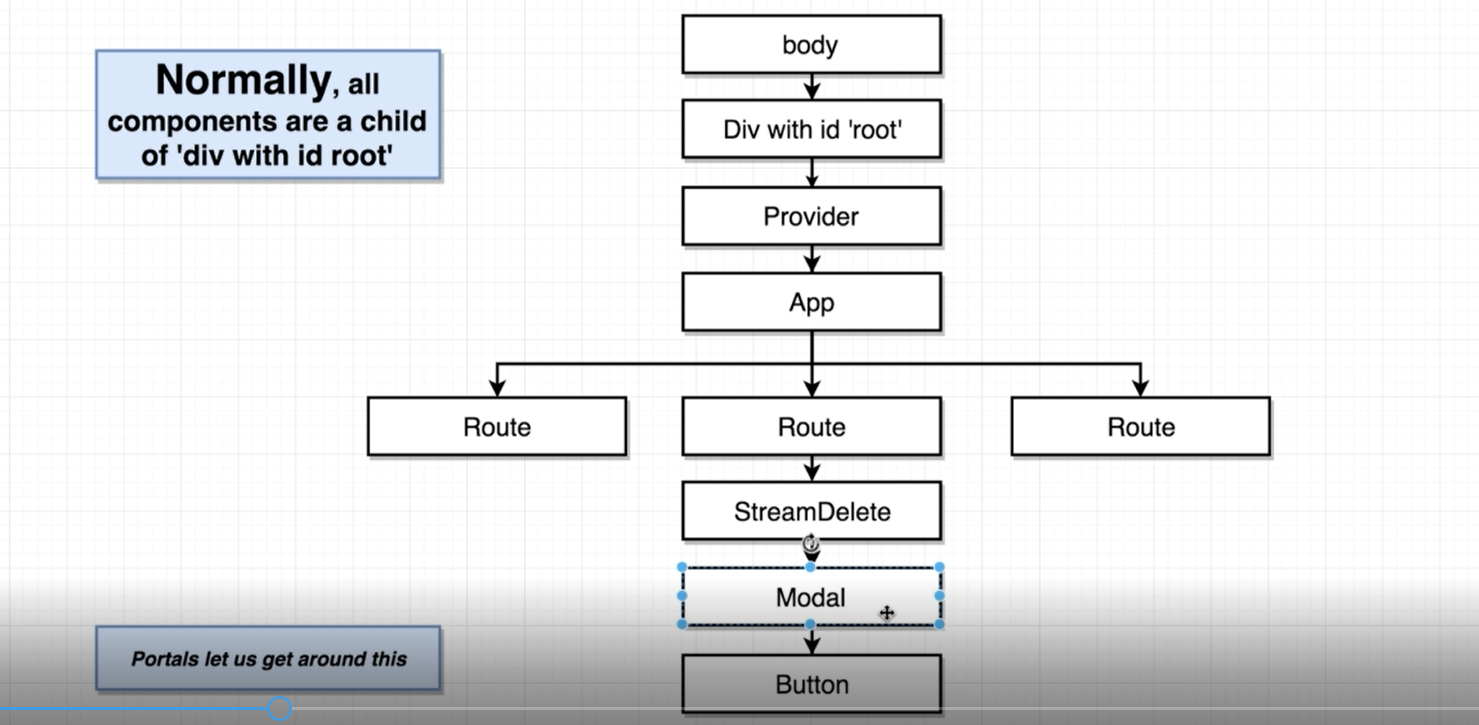 body
Normally, all
components are a child
of 'div with id root'
Div with id 'root'
Provider
App
Route
Route
Route
StreamDelete
Modal
Portals let us get around this
Button